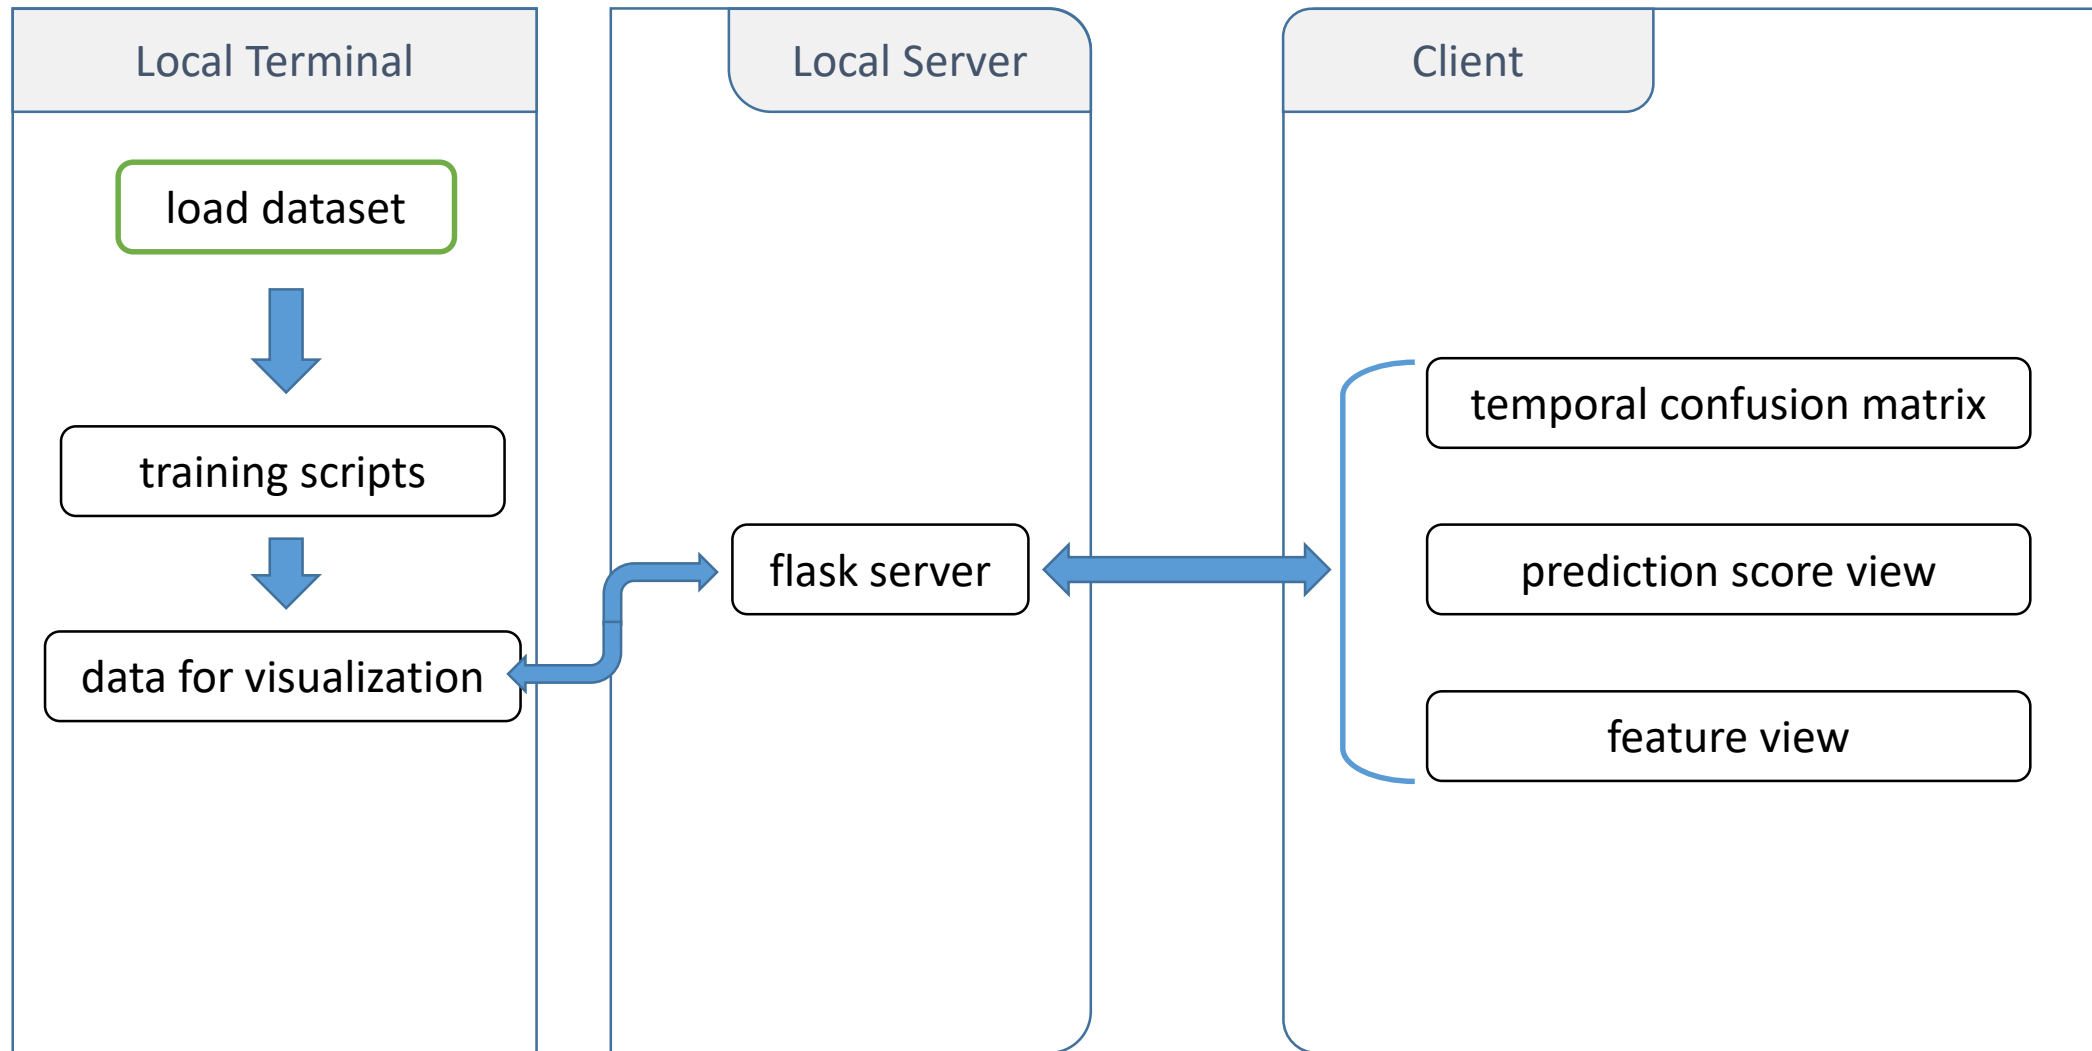 Local Terminal
load dataset
training scripts
data for visualization
Local Server
flask server
Client
temporal confusion matrix
prediction score view
feature view